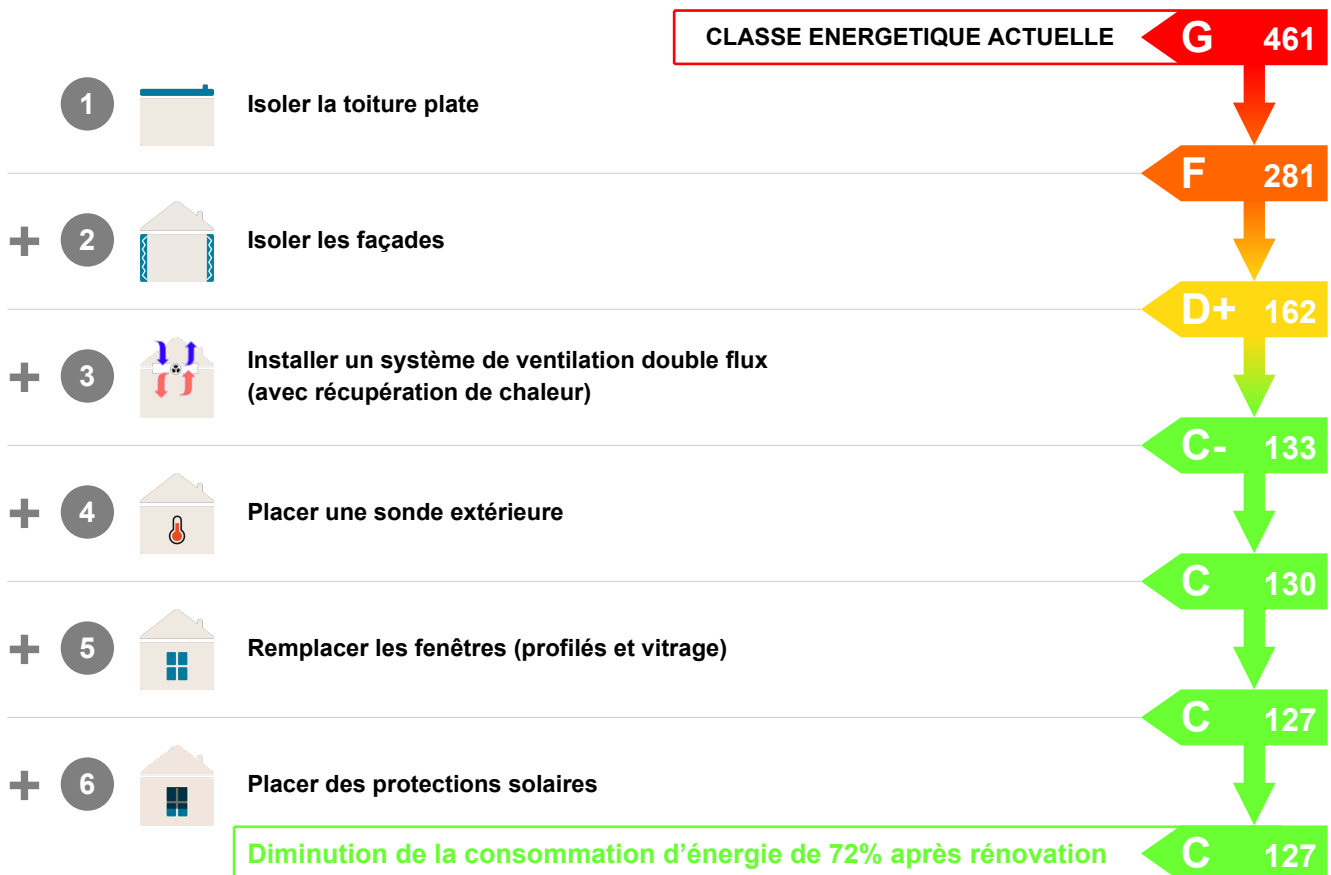 CLASSE ENERGETIQUE ACTUELLE G 461
1 Isoler la toiture plate
F 281
+ 2 Isoler les façades
D+ 162
+ 3 Installer un système de ventilation double flux
(avec récupération de chaleur)
C- 133
+ 4 Placer une sonde extérieure
C 130
+ 5 Remplacer les fenêtres (profilés et vitrage)
C 127
+ 6 Placer des protections solaires
Diminution de la consommation d'énergie de 72% après rénovation C 127